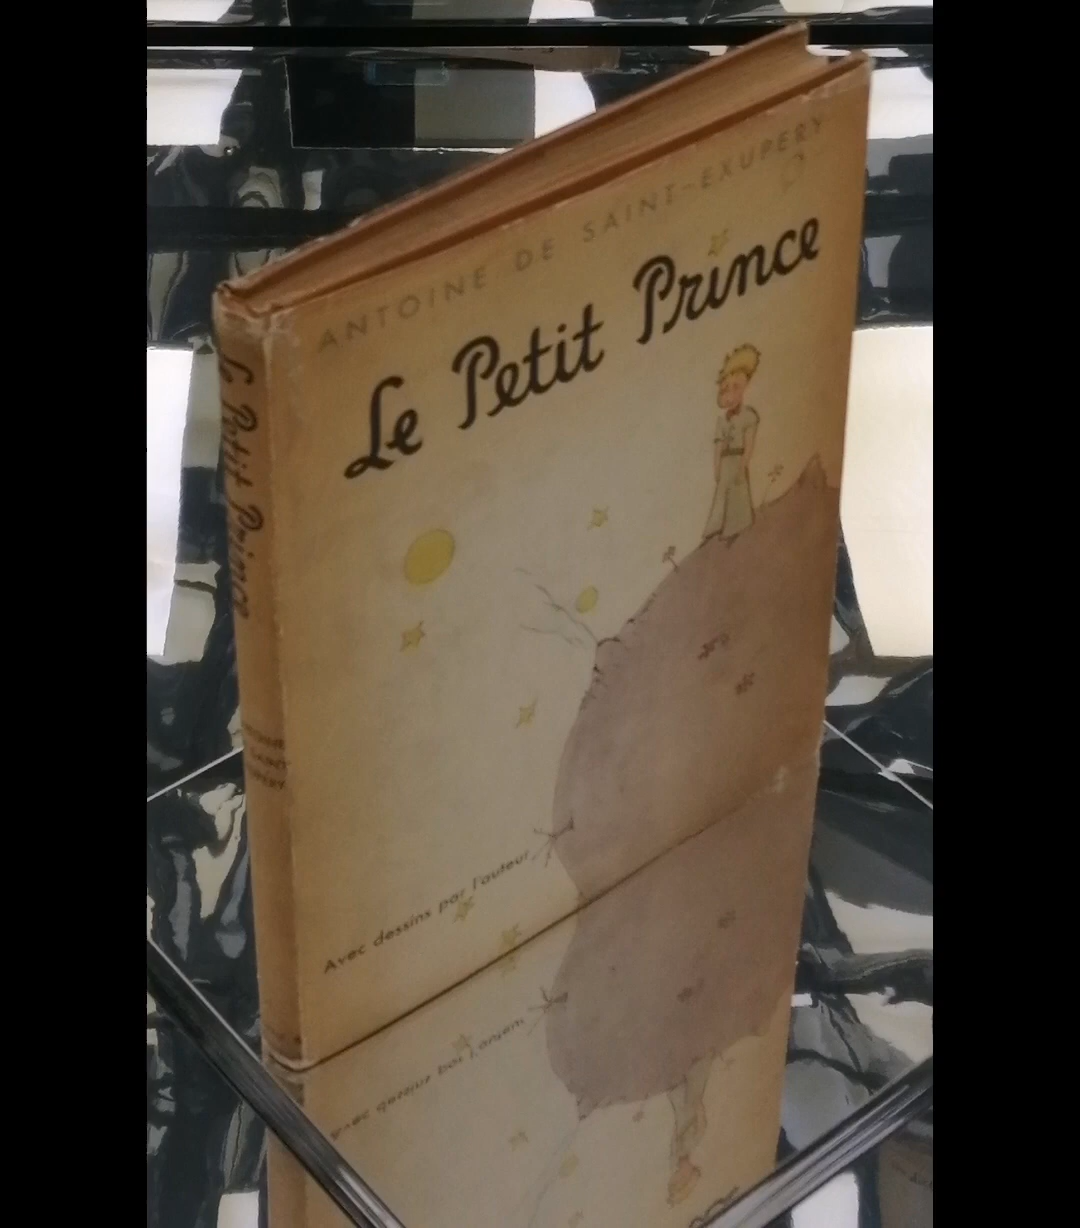 ANTOINE DE SAINT-EXUPÉRY
Le Petit Prince
Avec dessins par l'auteur
Le Petit Prince